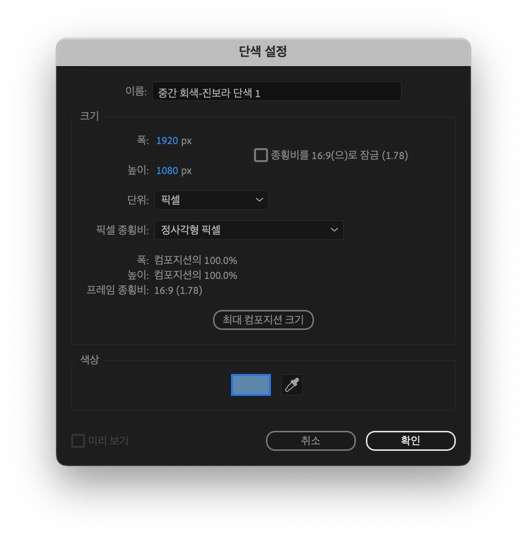 단색 설정
이름: 중간 회색-진보라 단색 1
크기
폭: 1920 px
종횡비를 16:9(으)로 잠금 (1.78)
높이: 1080 px
단위: 픽셀
픽셀 종횡비: 정사각형 픽셀
폭: 컴포지션의 100.0%
높이: 컴포지션의 100.0%
프레임 종횡비: 16:9 (1.78)
최대 컴포지션 크기
색상
미리 보기 취소 확인